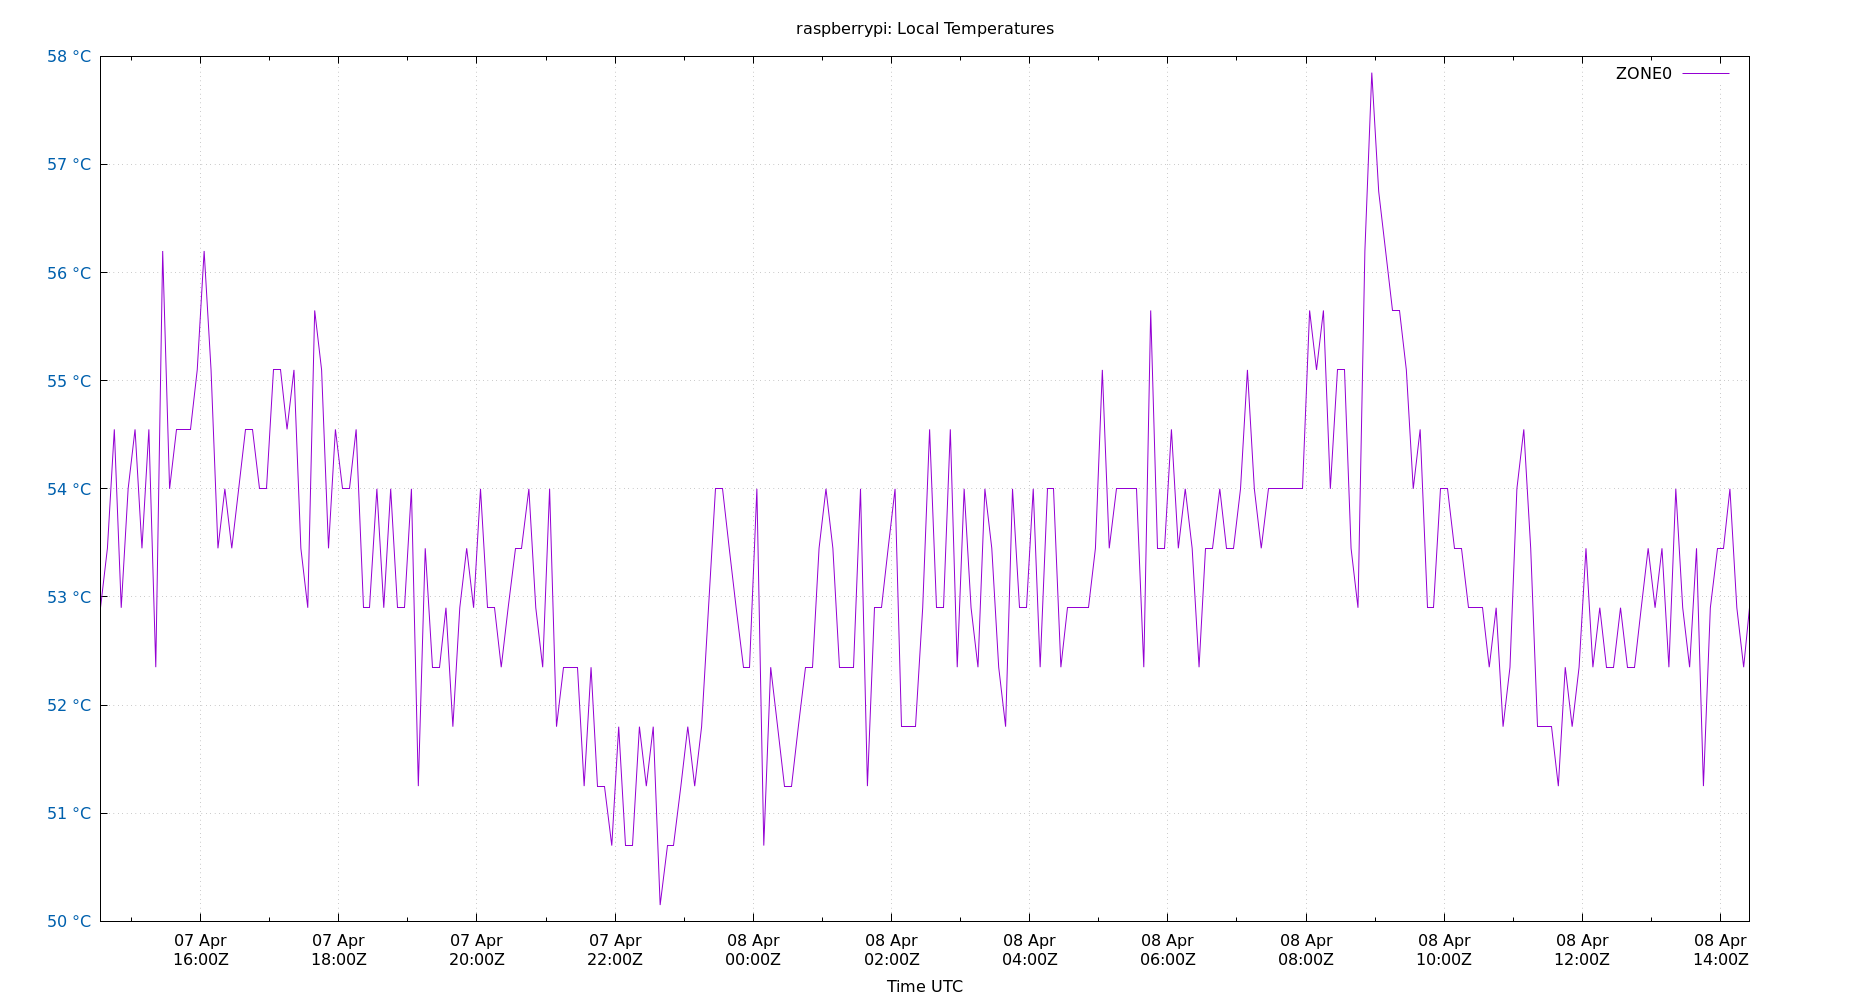 raspberrypi: Local Temperatures
58 °C
ZONE0
57 °C
56 °C
55 °C
54 °C
53 °C
52 °C
51 °C
50 °C
07 Apr 07 Apr 07 Apr 07 Apr 08 Apr 08 Apr 08 Apr 08 Apr 08 Apr 08 Apr 08 Apr 08 Apr
16:00Z 18:00Z 20:00Z 22:00Z 00:00Z 02:00Z 04:00Z 06:00Z 08:00Z 10:00Z 12:00Z 14:00Z
Time UTC